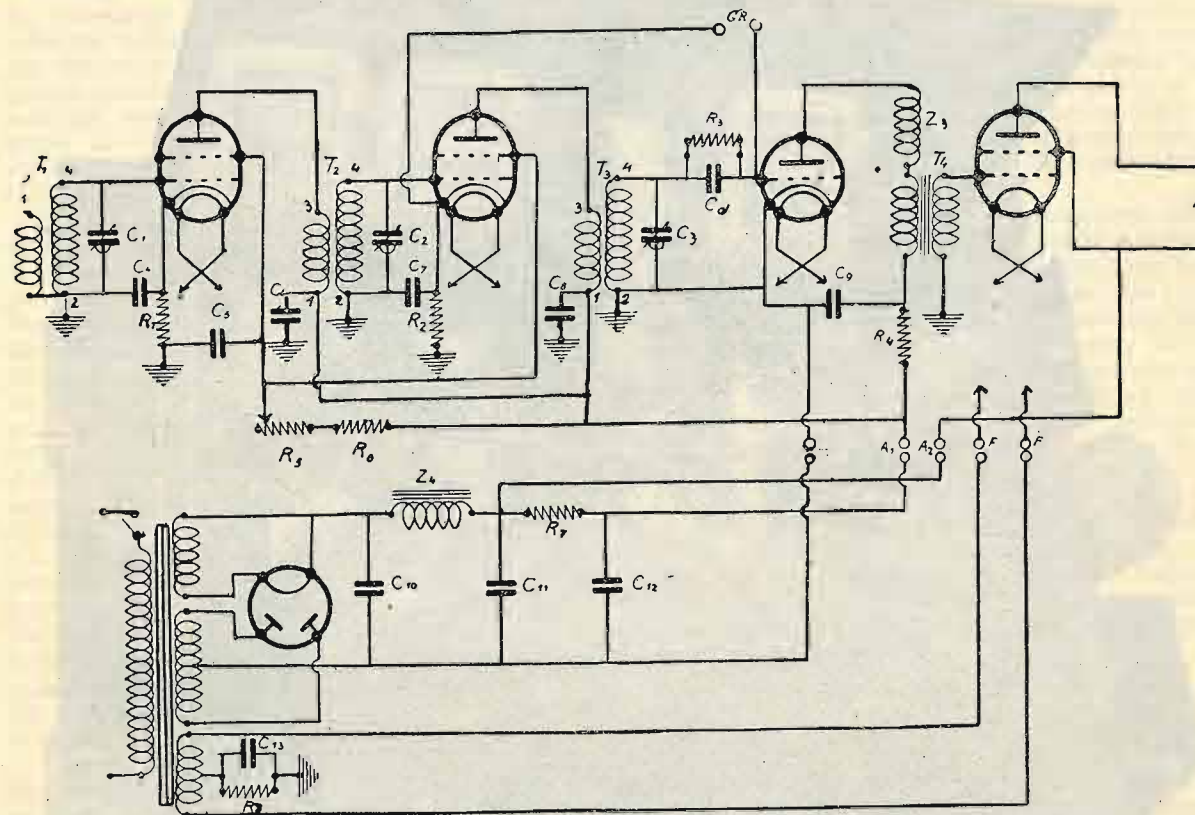 GR
T₁
1
4
2
C₁
C₄
R₁
C₅
T₂
3
4
1
2
C₂
C₇
R₂
C₈
T₃
3
4
1
2
R₃
Cd
C₃
C₉
Z₃
T₄
R₄
A₁
A₂
F
F
R₅
R₆
Z₄
R₇
C₁₀
C₁₁
C₁₂
C₁₃
R₈